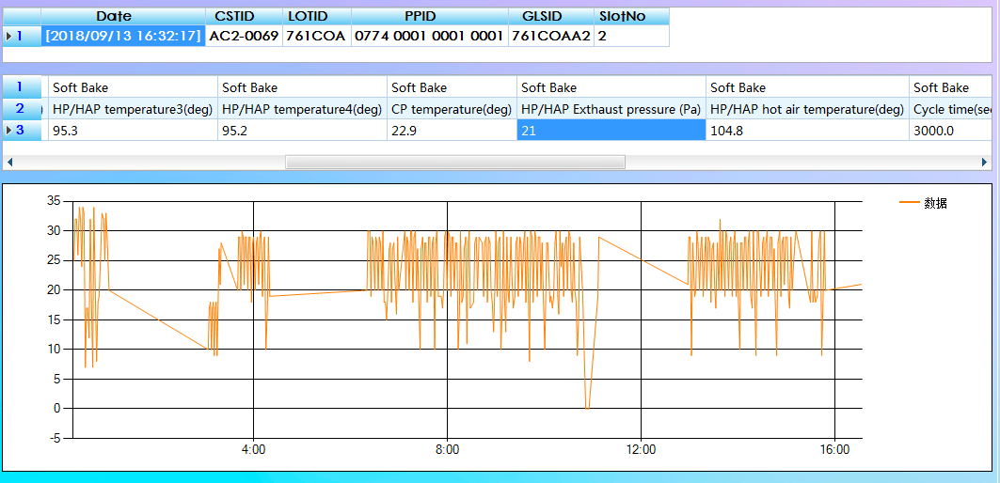 Date CSTID LOTID PPID GLSID SlotNo
1 [2018/09/13 16:32:17] AC2-0069 761COA 0774 0001 0001 0001 761COAA2 2
1 Soft Bake Soft Bake Soft Bake Soft Bake Soft Bake Soft Bake
2 ) HP/HAP temperature3(deg) HP/HAP temperature4(deg) CP temperature(deg) HP/HAP Exthaust pressure (Pa) HP/HAP hot air temperature(deg) Cycle time(sec
3 95.3 95.2 22.9 21 104.8 3000.0
35
30
25
20
15
10
5
0
-5
4:00 8:00 12:00 16:00
数据